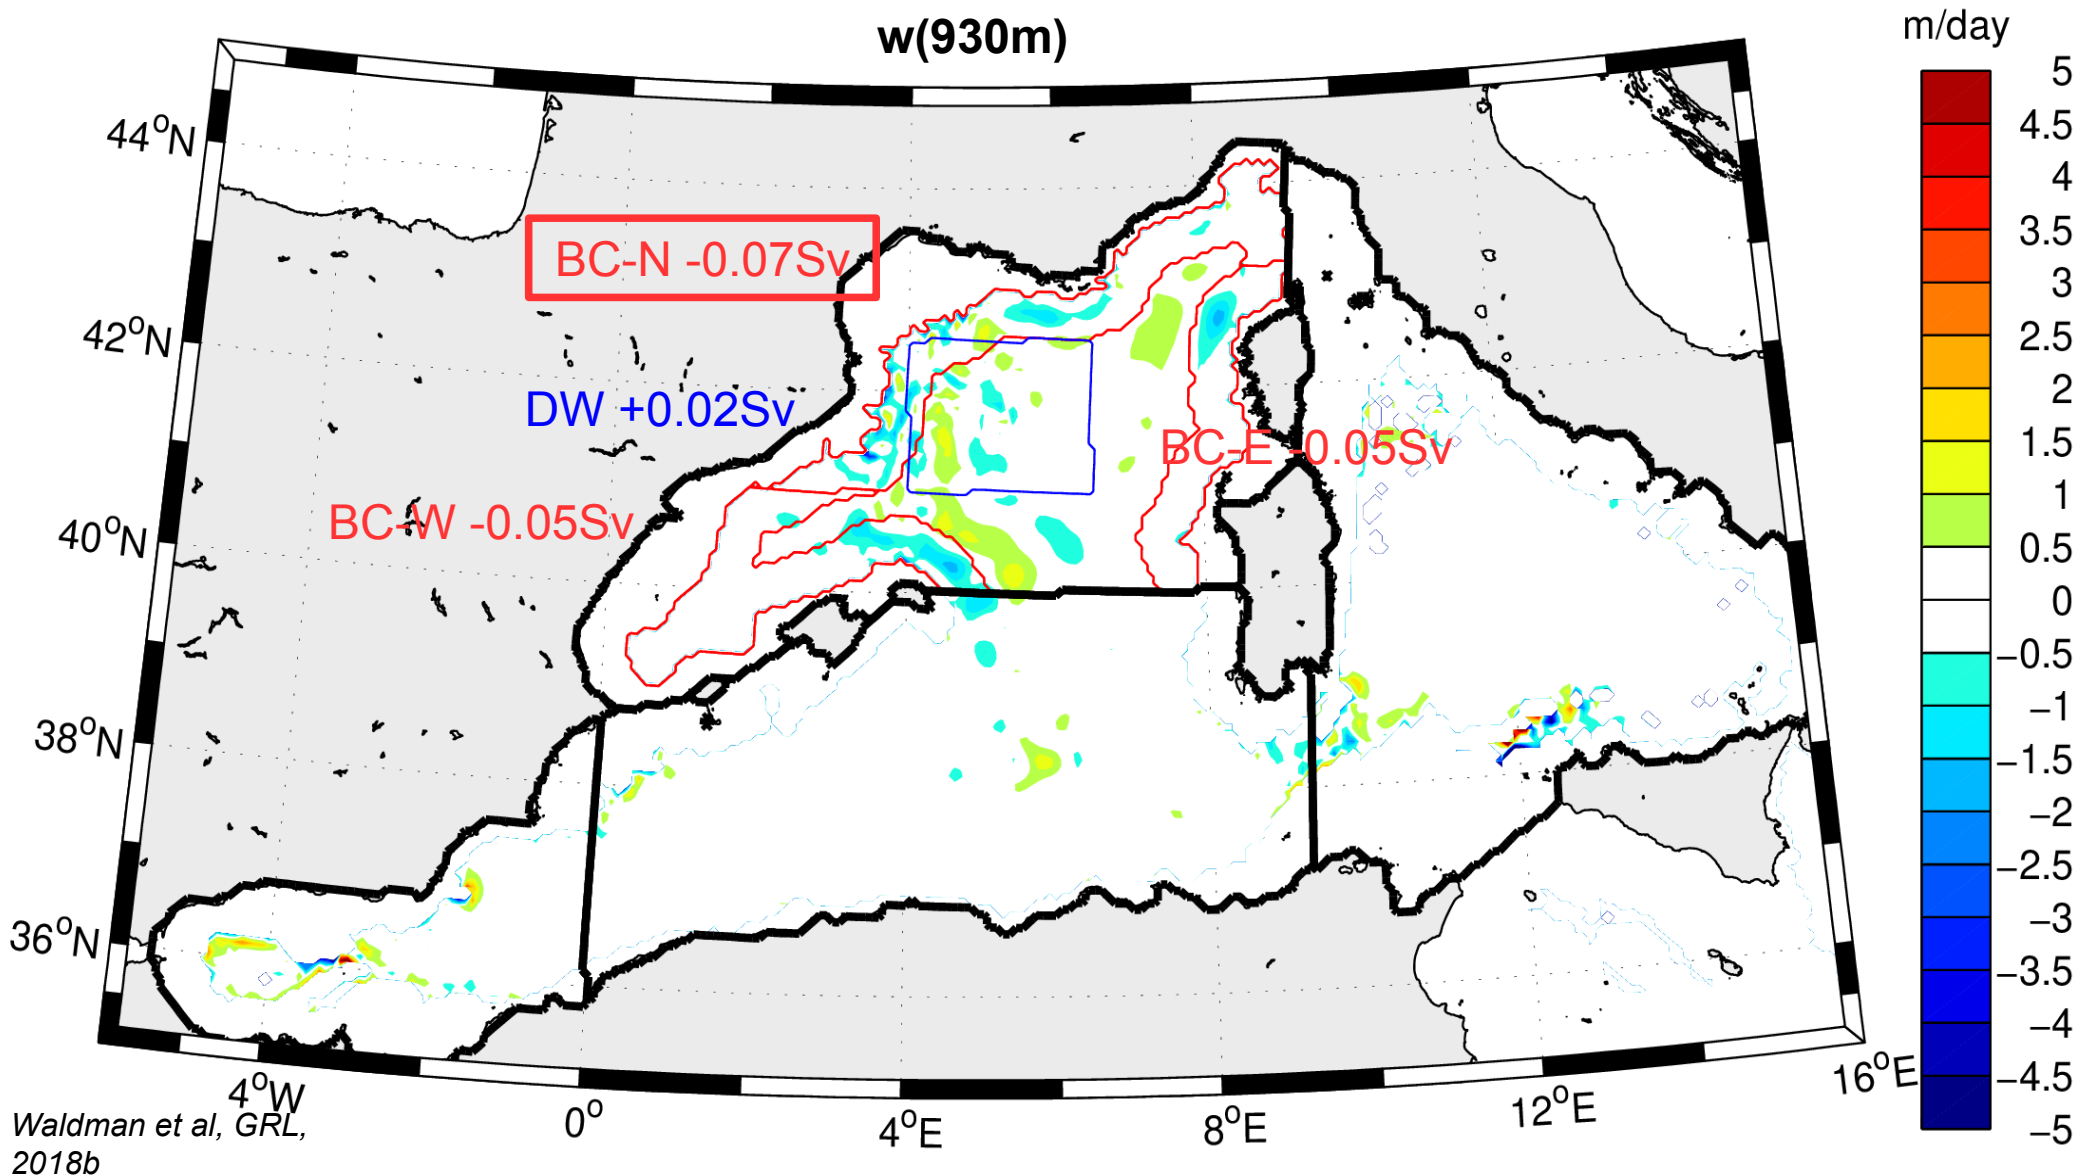 w(930m)
m/day
44°N
42°N
40°N
38°N
36°N
BC-N -0.07Sv
DW +0.02Sv
BC-E -0.05Sv
BC-W -0.05Sv
4°W
0°
4°E
8°E
12°E
16°E
5
4.5
4
3.5
3
2.5
2
1.5
1
0.5
0
−0.5
−1
−1.5
−2
−2.5
−3
−3.5
−4
−4.5
−5
Waldman et al, GRL,
2018b